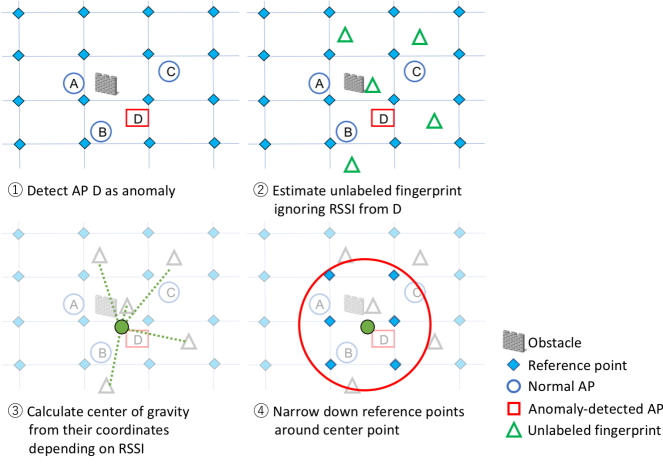 A
C
D
B
A
C
D
B
① Detect AP D as anomaly
② Estimate unlabeled fingerprint
ignoring RSSI from D
A
C
D
B
A
C
D
B
③ Calculate center of gravity
from their coordinates
depending on RSSI
④ Narrow down reference points
around center point
Obstacle
Reference point
Normal AP
Anomaly-detected AP
Unlabeled fingerprint